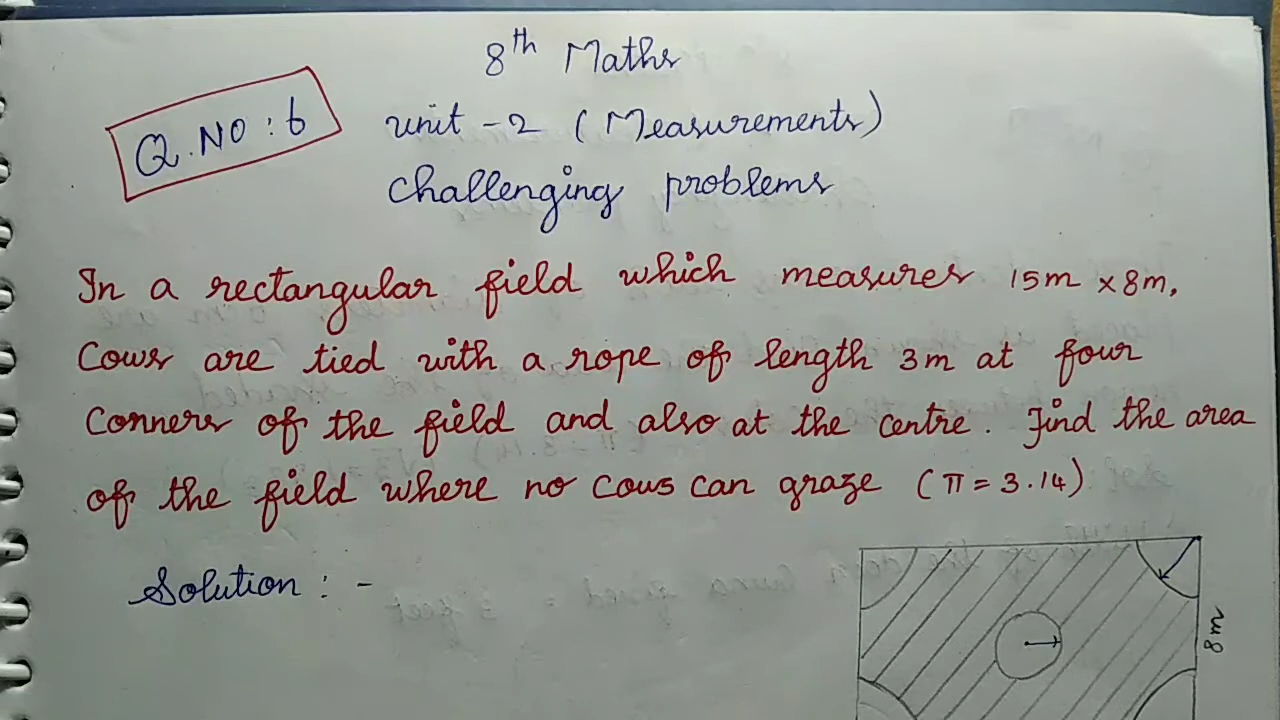 8th Maths
Q.NO:6
unit-2 (Measurements)
challenging problems
In a rectangular field which measures 15m x 8m,
Cows are tied with a rope of length 3m at four
Conners of the field and also at the centre. Find the area
of the field where no cous can graze (π = 3.14)
Solution:-
8m